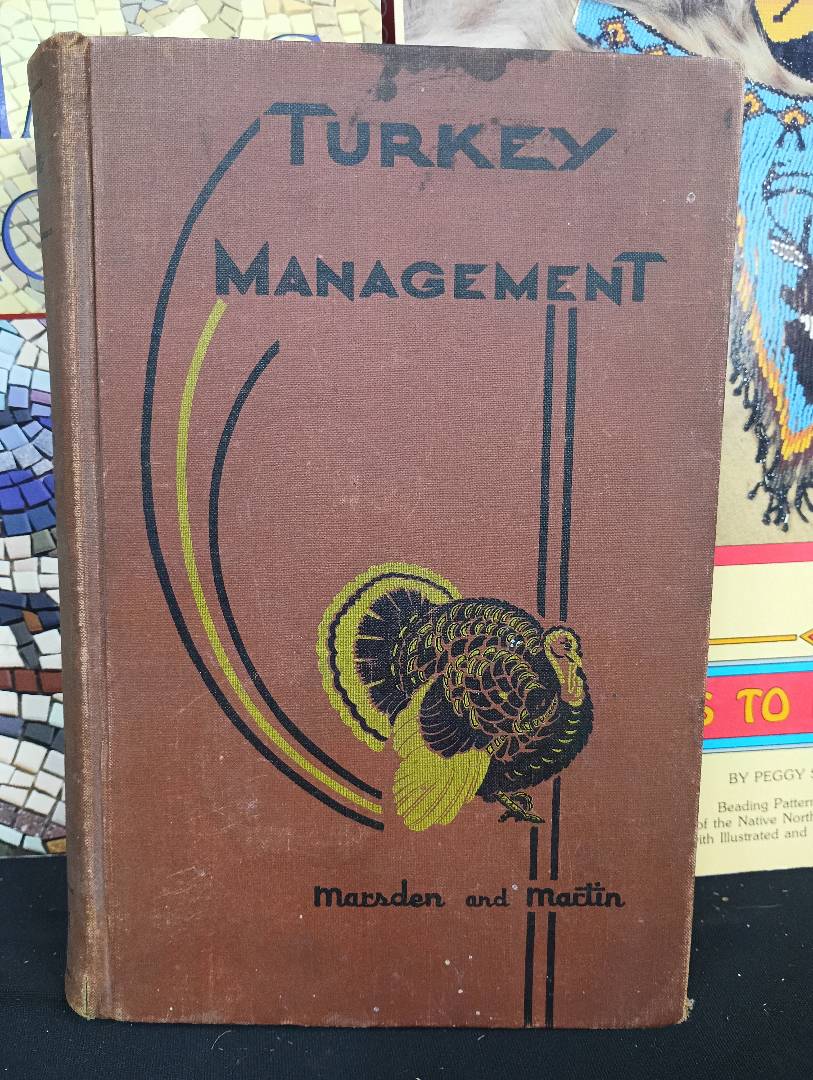 TURKEY
MANAGEMENT
Marsden and Martin
S TO
BY PEGGY S
Beading Pattern
of the Native North
ith Illustrated and